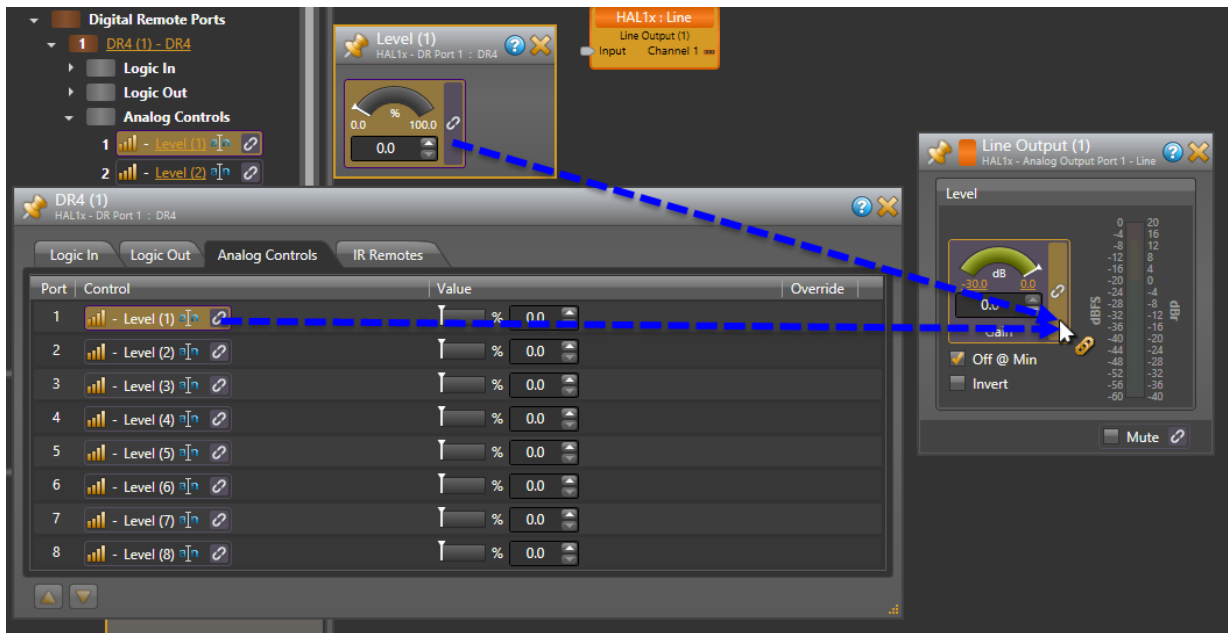 Digital Remote Ports
1 DR4 (1) - DR4
Logic In
Logic Out
Analog Controls
1 - Level (1)
2 - Level (2)
Level (1)
HAL1x - DR Port 1 : DR4
%
0.0 100.0
0.0
HAL1x : Line
Line Output (1)
Input Channel 1
DR4 (1)
HAL1x - DR Port 1 : DR4
Logic In Logic Out Analog Controls IR Remotes
Port Control Value Override
1 - Level (1) % 0.0
2 - Level (2) % 0.0
3 - Level (3) % 0.0
4 - Level (4) % 0.0
5 - Level (5) % 0.0
6 - Level (6) % 0.0
7 - Level (7) % 0.0
8 - Level (8) % 0.0
Line Output (1)
HAL1x - Analog Output Port 1 - Line
Level
dB
-30.0 0.0
0.0
Gain
Off @ Min
Invert
dBFS
0 20
-4 16
-8 12
-12 8
-16 4
-20 0
-24 -4
-28 -8
-32 -12
-36 -16
-40 -20
-44 -24
-48 -28
-52 -32
-56 -36
-60 -40
dBr
Mute